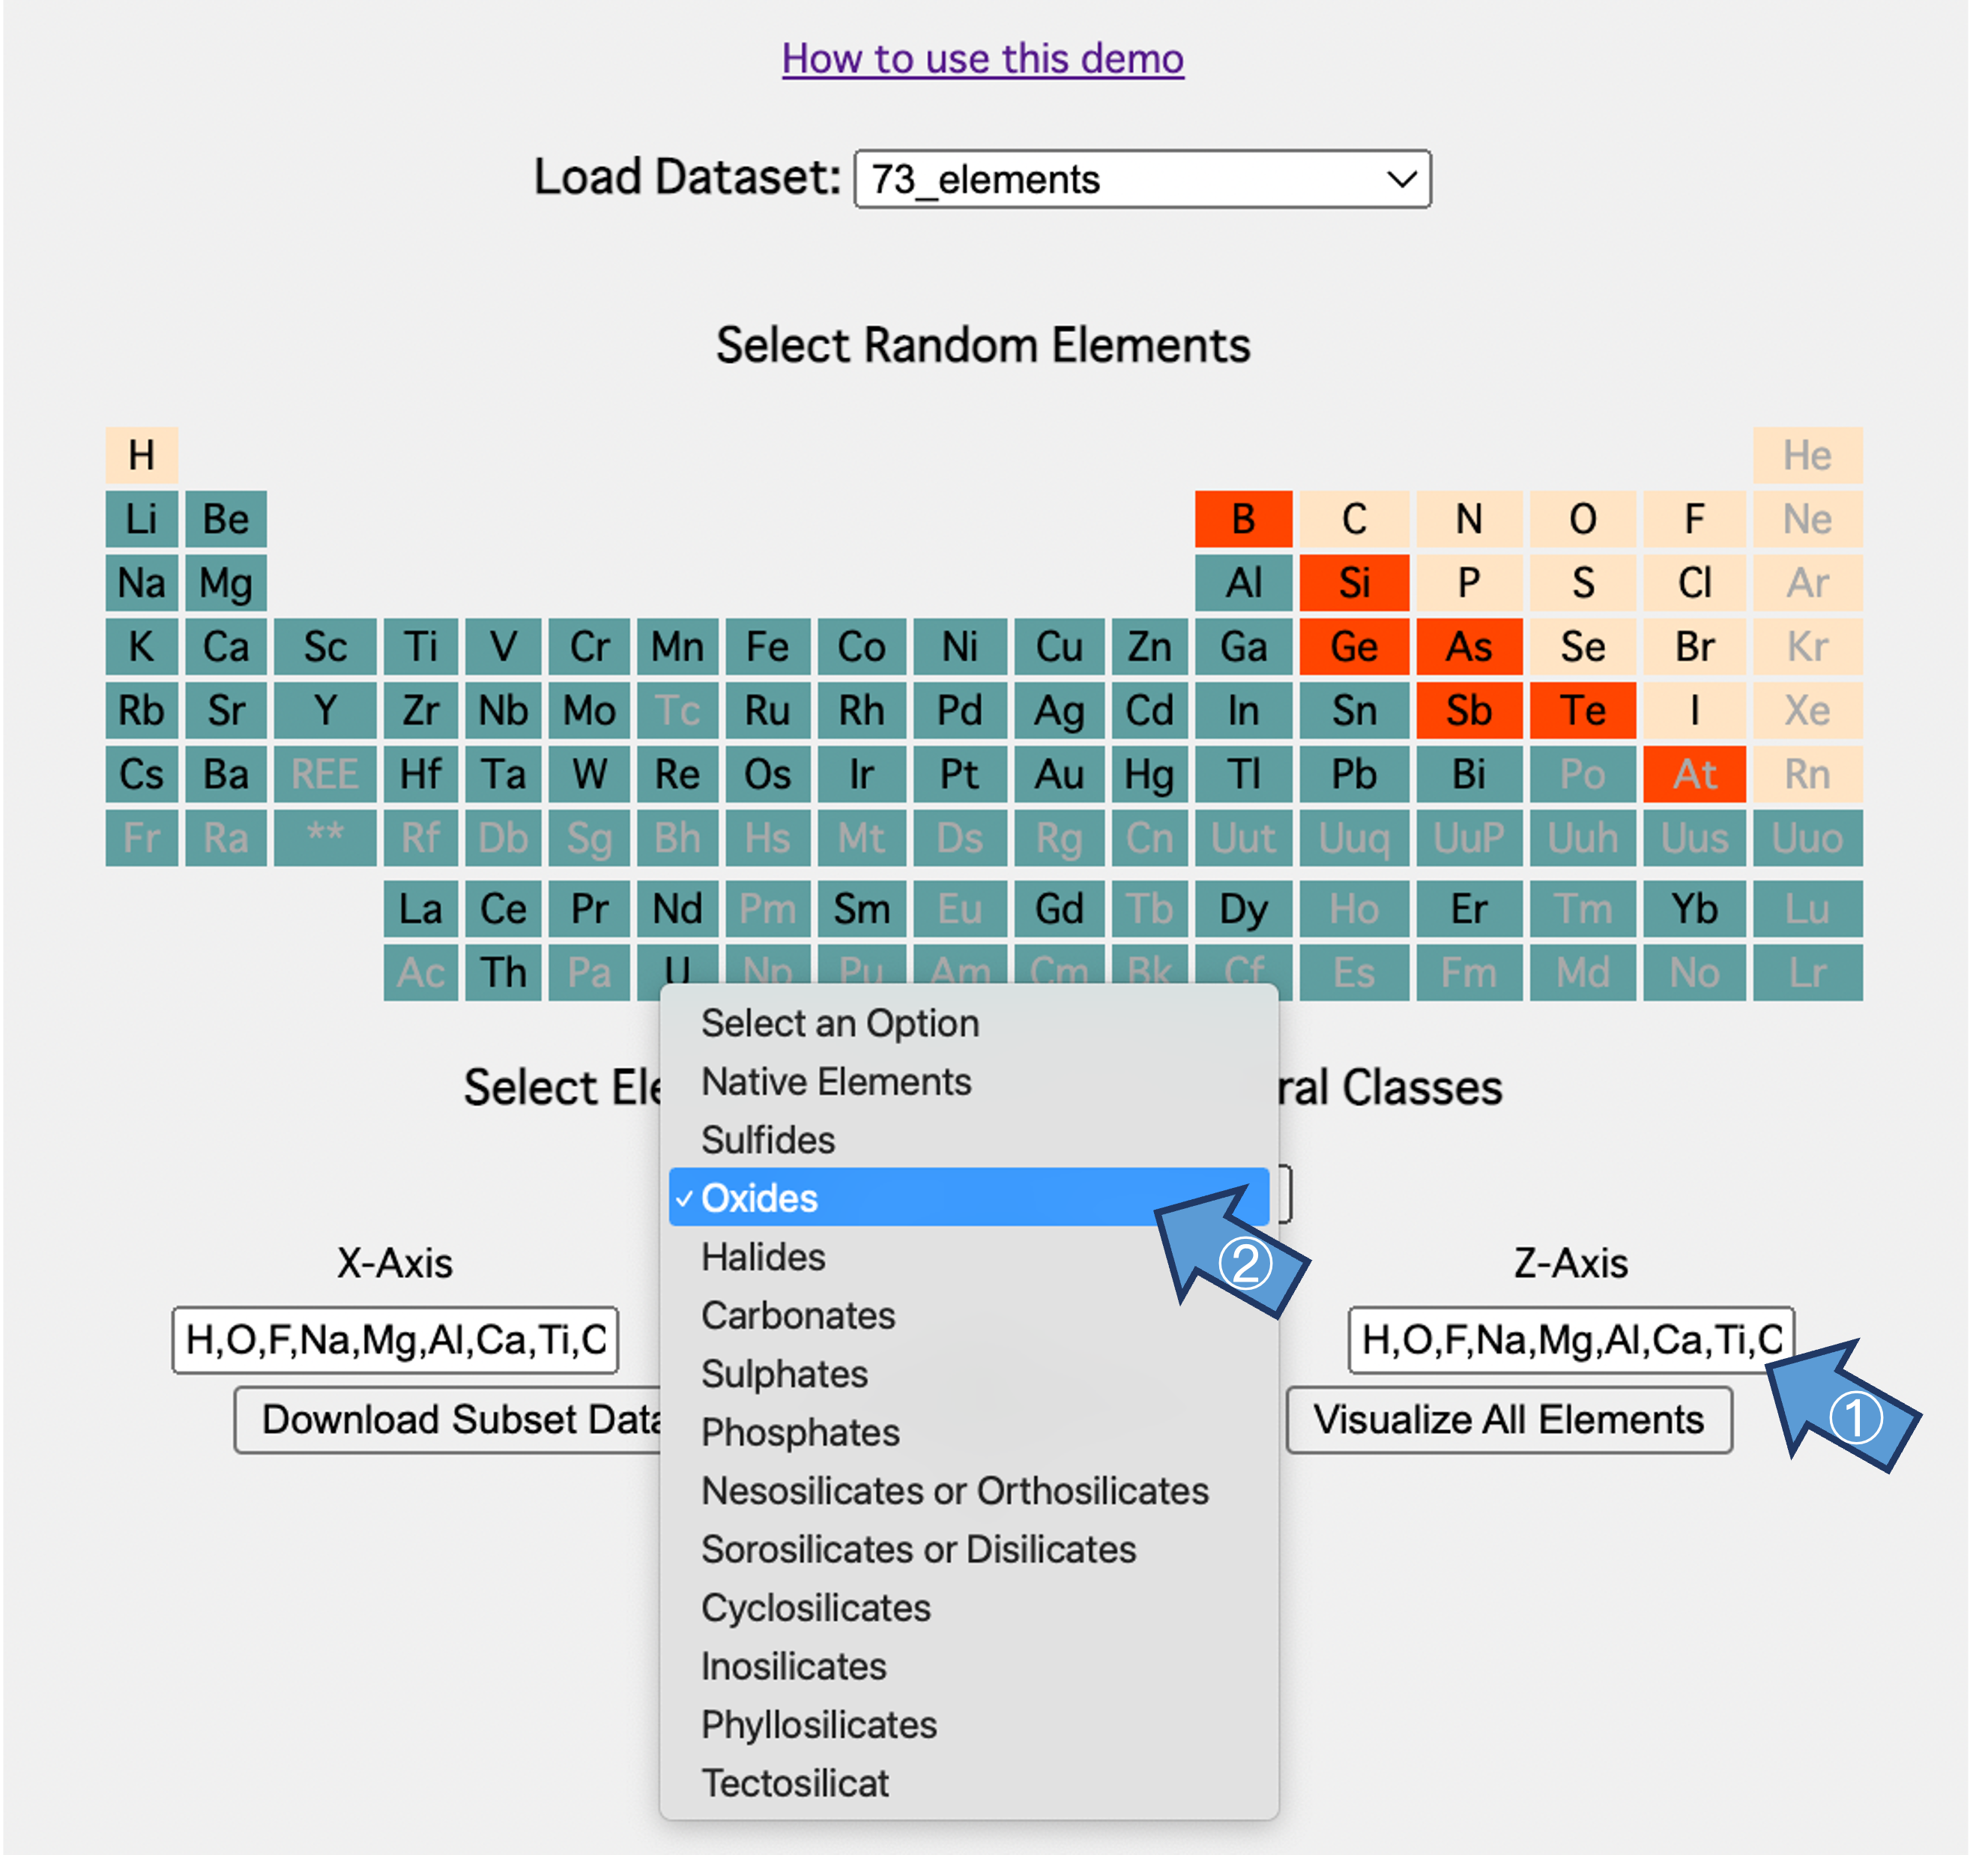 How to use this demo
Load Dataset: 73_elements
Select Random Elements
H He
Li Be B C N O F Ne
Na Mg Al Si P S Cl Ar
K Ca Sc Ti V Cr Mn Fe Co Ni Cu Zn Ga Ge As Se Br Kr
Rb Sr Y Zr Nb Mo Tc Ru Rh Pd Ag Cd In Sn Sb Te I Xe
Cs Ba REE Hf Ta W Re Os Ir Pt Au Hg Tl Pb Bi Po At Rn
Fr Ra ** Rf Db Sg Bh Hs Mt Ds Rg Cn Uut Uuq UuP Uuh Uus Uuo
La Ce Pr Nd Pm Sm Eu Gd Tb Dy Ho Er Tm Yb Lu
Ac Th Pa U Np Pu Am Cm Bk Cf Es Fm Md No Lr
Select an Option
Select Ele ral Classes
Native Elements
Sulfides
✓ Oxides
②
Halides
X-Axis Z-Axis
Carbonates
H,O,F,Na,Mg,Al,Ca,Ti,C H,O,F,Na,Mg,Al,Ca,Ti,C
①
Sulphates
Download Subset Data Visualize All Elements
Phosphates
Nesosilicates or Orthosilicates
Sorosilicates or Disilicates
Cyclosilicates
Inosilicates
Phyllosilicates
Tectosilicat